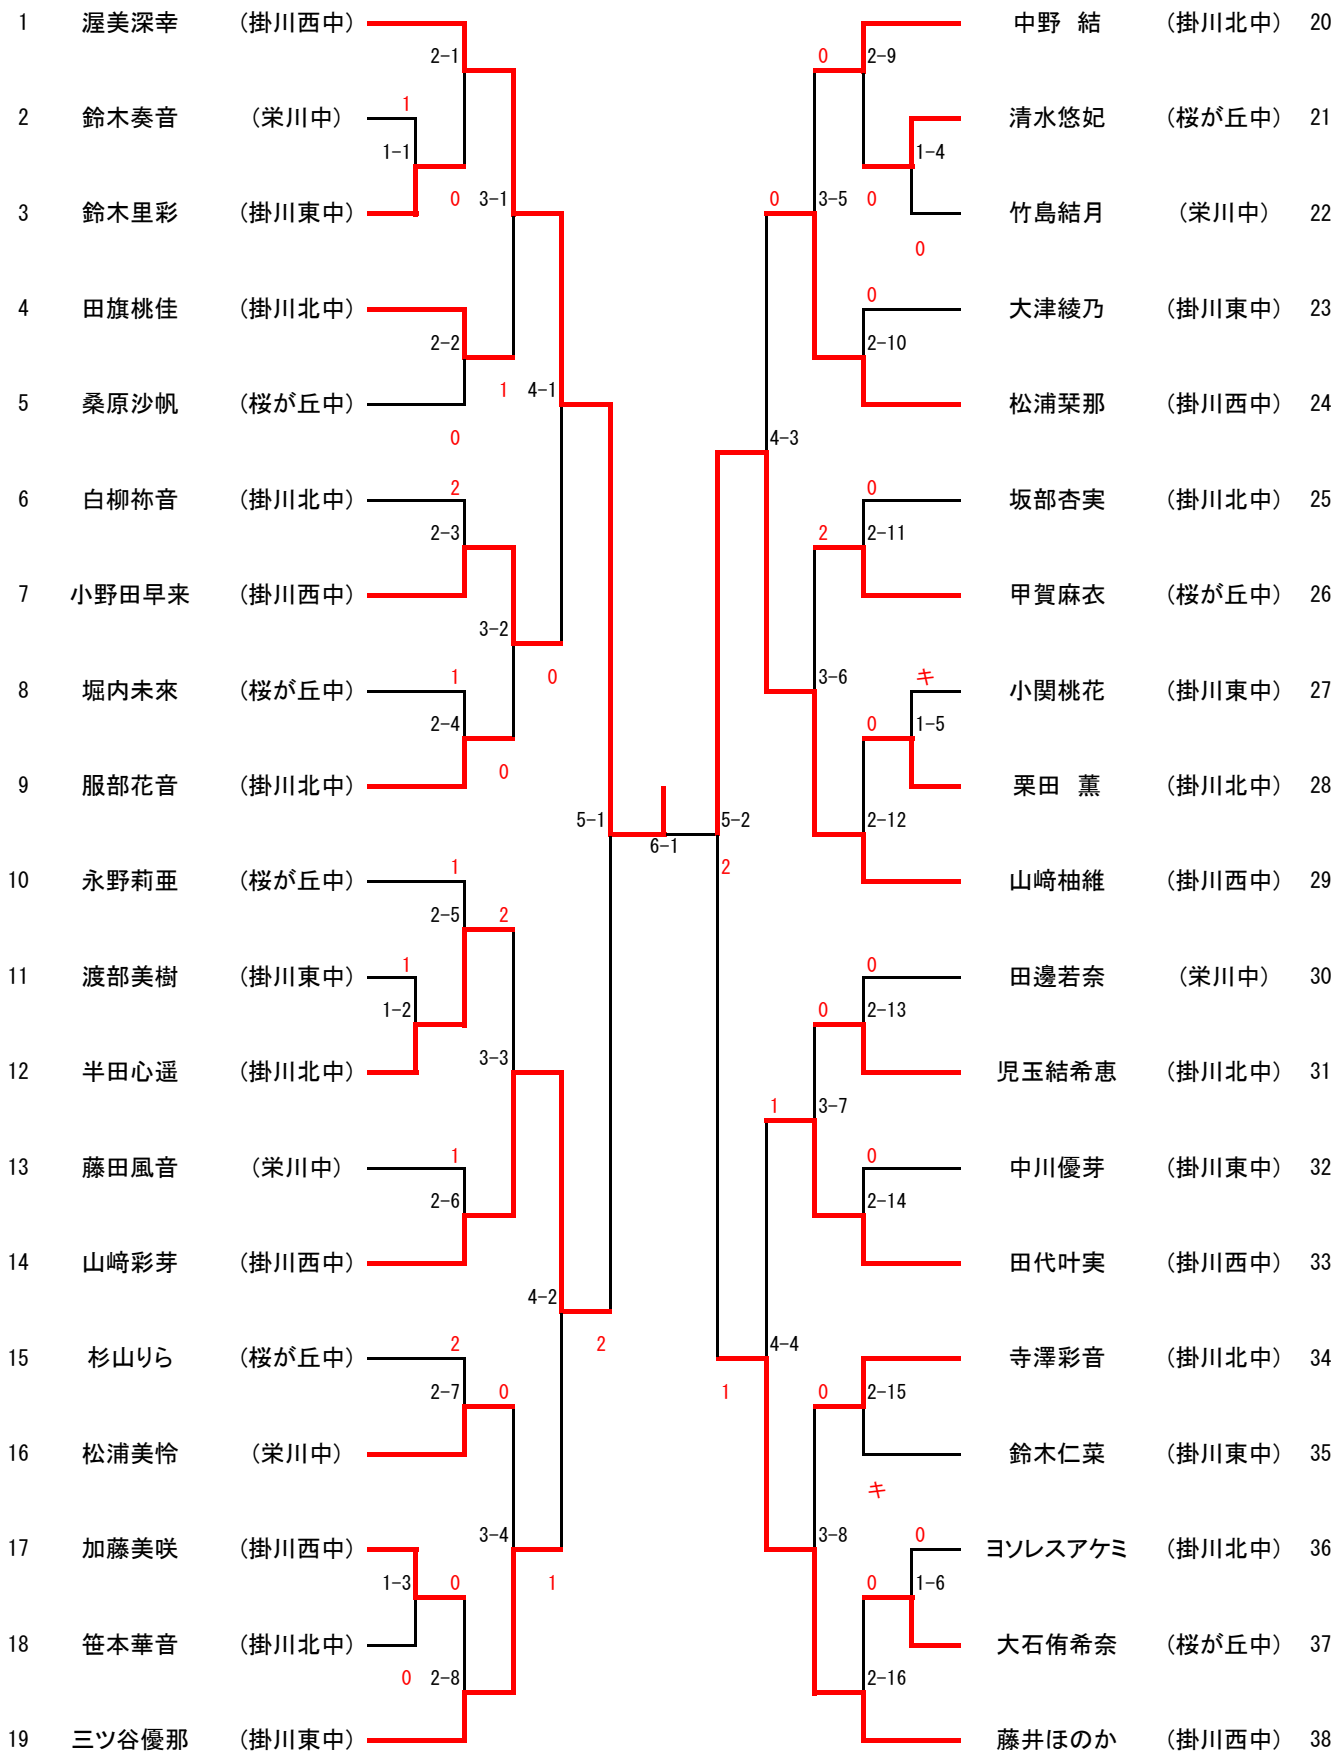 1 渥美深幸 (掛川西中)
2-1
2 鈴木奏音 (栄川中) 1
1-1
3 鈴木里彩 (掛川東中) 0 3-1
4 田旗桃佳 (掛川北中)
2-2
1 4-1
5 桑原沙帆 (桜が丘中)
0
6 白柳祢音 (掛川北中) 2
2-3
7 小野田早来 (掛川西中)
3-2
0
8 堀内未來 (桜が丘中) 1
2-4
0
9 服部花音 (掛川北中)
5-1
10 永野莉亜 (桜が丘中) 1
2-5 2
11 渡部美樹 (掛川東中) 1
1-2
3-3
12 半田心遥 (掛川北中)
13 藤田風音 (栄川中) 1
2-6
14 山﨑彩芽 (掛川西中)
4-2
2
15 杉山りら (桜が丘中) 2
2-7 0
16 松浦美怜 (栄川中)
3-4
17 加藤美咲 (掛川西中)
1-3 0 1
18 笹本華音 (掛川北中)
0 2-8
19 三ツ谷優那 (掛川東中)
6-1
中野 結 (掛川北中) 20
0 2-9
清水悠妃 (桜が丘中) 21
1-4
0 3-5 0
竹島結月 (栄川中) 22
0
0 大津綾乃 (掛川東中) 23
2-10
松浦栞那 (掛川西中) 24
4-3
0 坂部杏実 (掛川北中) 25
2 2-11
甲賀麻衣 (桜が丘中) 26
3-6 キ
小関桃花 (掛川東中) 27
0 1-5
栗田 薫 (掛川北中) 28
5-2 2-12
2
山﨑柚維 (掛川西中) 29
0 田邊若奈 (栄川中) 30
0 2-13
児玉結希恵 (掛川北中) 31
1 3-7
0 中川優芽 (掛川東中) 32
2-14
田代叶実 (掛川西中) 33
4-4
寺澤彩音 (掛川北中) 34
1 0 2-15
鈴木仁菜 (掛川東中) 35
キ
3-8 0
ヨソレスアケミ (掛川北中) 36
0 1-6
大石侑希奈 (桜が丘中) 37
2-16
藤井ほのか (掛川西中) 38